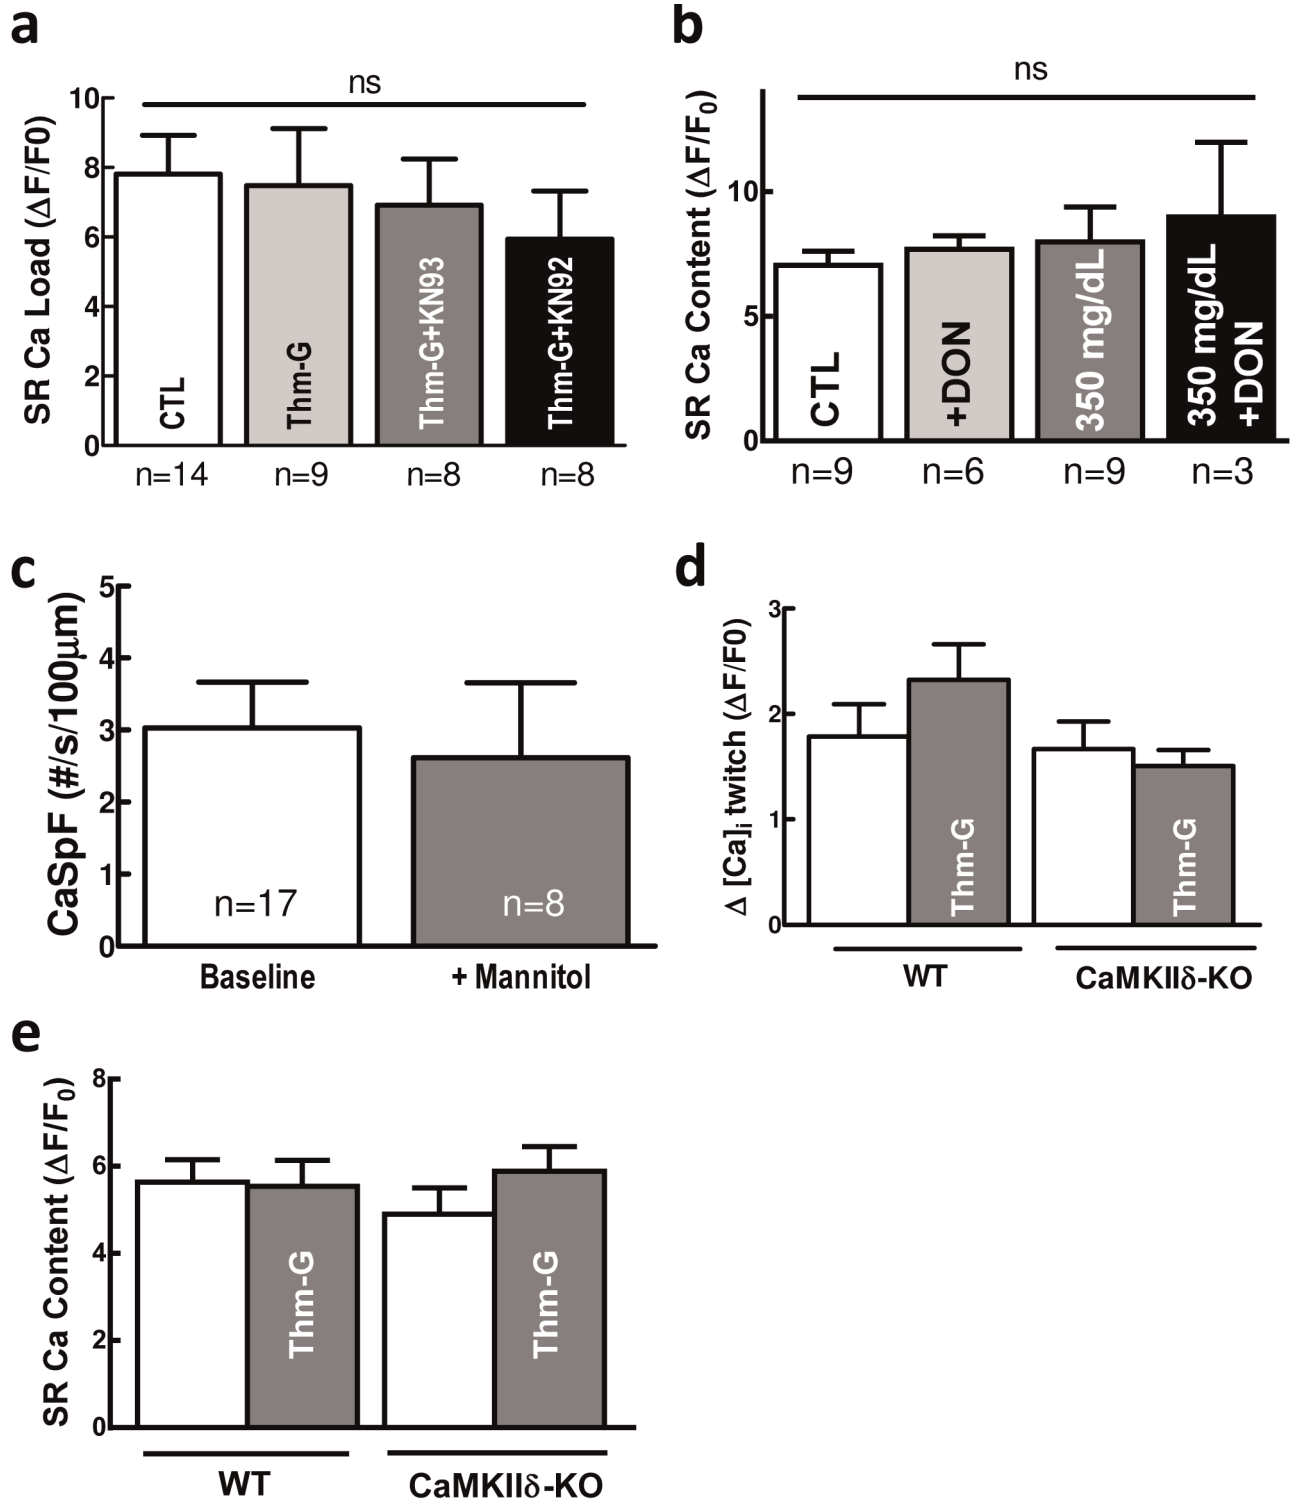 a
ns
SR Ca Load (ΔF/F0)
10
8
6
4
2
0
CTL
Thm-G
Thm-G+KN93
Thm-G+KN92
n=14 n=9 n=8 n=8
b
ns
SR Ca Content (ΔF/F0)
10
5
0
CTL
+DON
350 mg/dL
350 mg/dL
+DON
n=9 n=6 n=9 n=3
c
CaSpF (#/s/100μm)
5
4
3
2
1
0
n=17 n=8
Baseline + Mannitol
d
Δ [Ca]i twitch (ΔF/F0)
3
2
1
0
Thm-G
Thm-G
WT CaMKIIδ-KO
e
SR Ca Content (ΔF/F0)
8
6
4
2
0
Thm-G
Thm-G
WT CaMKIIδ-KO